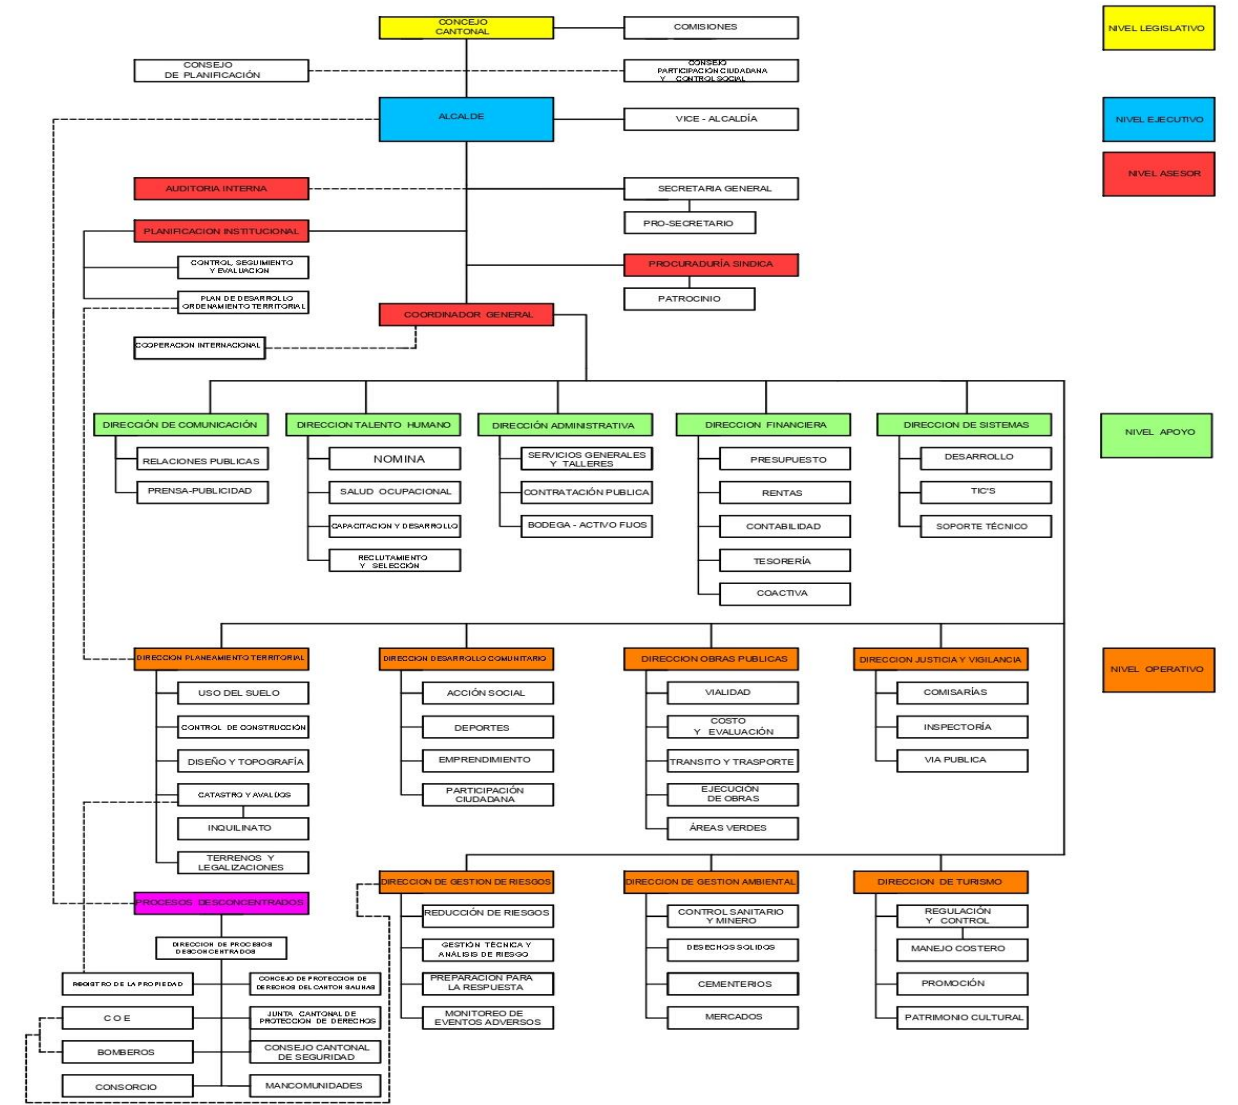 CONCEJO
CANTONAL
COMISIONES
NIVEL LEGISLATIVO
CONSEJO
DE PLANIFICACIÓN
CONSEJO
PARTICIPACIÓN CIUDADANA
Y CONTROL SOCIAL
ALCALDE
VICE - ALCALDÍA
NIVEL EJECUTIVO
NIVEL ASESOR
AUDITORIA INTERNA
SECRETARIA GENERAL
PRO-SECRETARIO
PLANIFICACION INSTITUCIONAL
CONTROL, SEGUIMIENTO
Y EVALUACION
PROCURADURÍA SINDICA
PLAN DE DESARROLLO
ORDENAMIENTO TERRITORIAL
PATROCINIO
COORDINADOR GENERAL
COOPERACION INTERNACIONAL
DIRECCIÓN DE COMUNICACIÓN
DIRECCION TALENTO HUMANO
DIRECCIÓN ADMINISTRATIVA
DIRECCION FINANCIERA
DIRECCION DE SISTEMAS
NIVEL APOYO
RELACIONES PUBLICAS
PRENSA-PUBLICIDAD
NOMINA
SALUD OCUPACIONAL
CAPACITACION Y DESARROLLO
RECLUTAMIENTO
Y SELECCIÓN
SERVICIOS GENERALES
Y TALLERES
CONTRATACIÓN PUBLICA
BODEGA - ACTIVO FIJOS
PRESUPUESTO
RENTAS
CONTABILIDAD
TESORERÍA
COACTIVA
DESARROLLO
TIC'S
SOPORTE TÉCNICO
DIRECCION PLANEAMIENTO TERRITORIAL
DIRECCION DESARROLLO COMUNITARIO
DIRECCION OBRAS PUBLICAS
DIRECCION JUSTICIA Y VIGILANCIA
NIVEL OPERATIVO
USO DEL SUELO
CONTROL DE CONSTRUCCIÓN
DISEÑO Y TOPOGRAFÍA
CATASTRO Y AVALUOS
INQUILINATO
TERRENOS Y
LEGALIZACIONES
ACCIÓN SOCIAL
DEPORTES
EMPRENDIMIENTO
PARTICIPACIÓN
CIUDADANA
VIALIDAD
COSTO
Y EVALUACIÓN
TRANSITO Y TRASPORTE
EJECUCIÓN
DE OBRAS
ÁREAS VERDES
COMISARÍAS
INSPECTORÍA
VIA PUBLICA
DIRECCION DE GESTION DE RIESGOS
DIRECCION DE GESTION AMBIENTAL
DIRECCION DE TURISMO
REDUCCIÓN DE RIESGOS
GESTIÓN TÉCNICA Y
ANÁLISIS DE RIESGO
PREPARACION PARA
LA RESPUESTA
MONITOREO DE
EVENTOS ADVERSOS
CONTROL SANITARIO
Y MINERO
DESECHOS SOLIDOS
CEMENTERIOS
MERCADOS
REGULACIÓN
Y CONTROL
MANEJO COSTERO
PROMOCIÓN
PATRIMONIO CULTURAL
PROCESOS DESCONCENTRADOS
DIRECCION DE PROCESOS
DESCONCENTRADOS
REGISTRO DE LA PROPIEDAD
CONCEJO DE PROTECCION DE
DERECHOS DEL CANTON SALINAS
C O E
JUNTA CANTONAL DE
PROTECCION DE DERECHOS
BOMBEROS
CONSEJO CANTONAL
DE SEGURIDAD
CONSORCIO
MANCOMUNIDADES